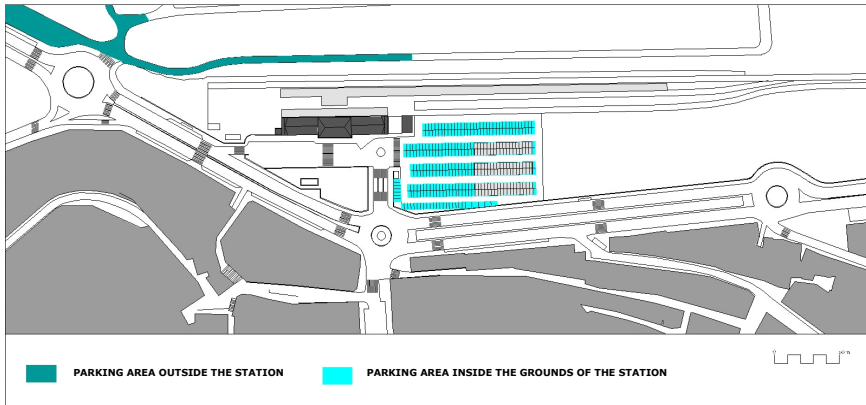 PARKING AREA OUTSIDE THE STATION
PARKING AREA INSIDE THE GROUNDS OF THE STATION